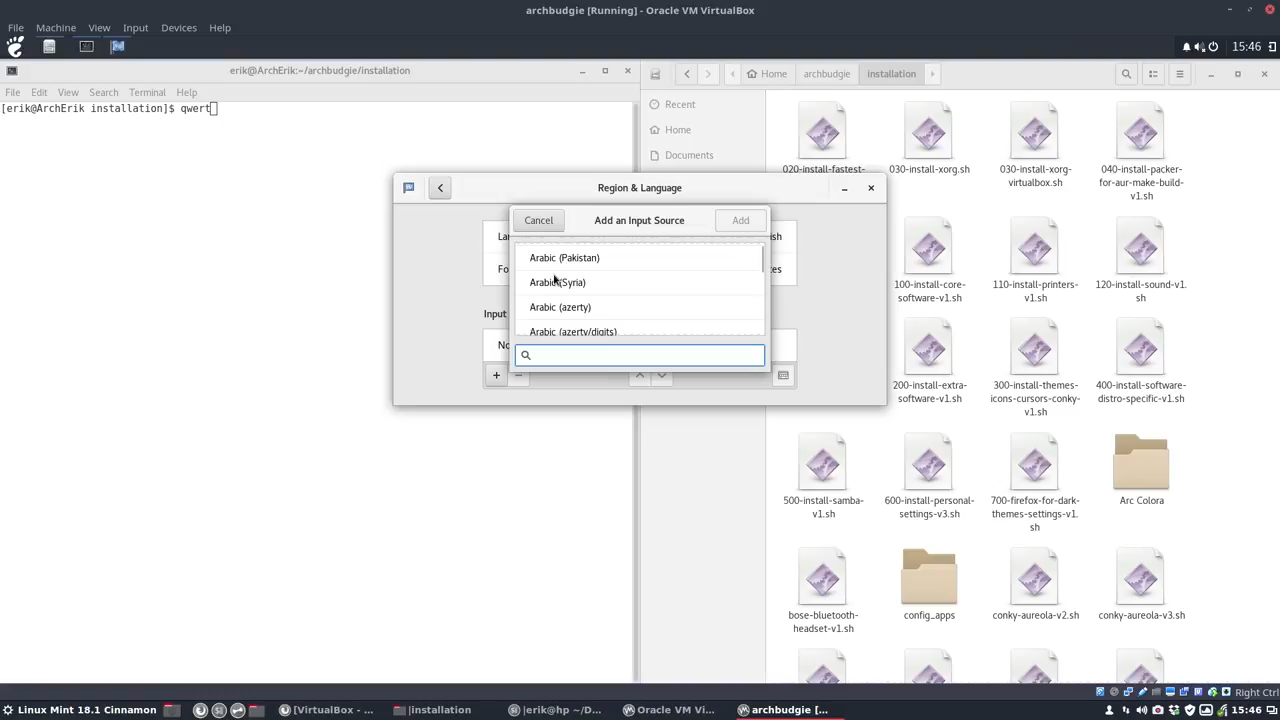 archbudgie [Running] - Oracle VM VirtualBox
File Machine View Input Devices Help
15:46
erik@ArchErik:~/archbudgie/installation
File Edit View Search Terminal Help
[erik@ArchErik installation]$ qwert
Home archbudgie installation
Recent
Home
Documents
020-install-fastest-
030-install-xorg.sh
030-install-xorg-
virtualbox.sh
040-install-packer-
for-aur-make-build-
v1.sh
Region & Language
Cancel Add an Input Source Add
Arabic (Pakistan)
Arabic (Syria)
Arabic (azerty)
Arabic (azerty/digits)
Input
+ −
100-install-core-
software-v1.sh
110-install-printers-
v1.sh
120-install-sound-v1.
sh
200-install-extra-
software-v1.sh
300-install-themes-
icons-cursors-conky-
v1.sh
400-install-software-
distro-specific-v1.sh
500-install-samba-
v1.sh
600-install-personal-
settings-v3.sh
700-firefox-for-dark-
themes-settings-v1.
sh
Arc Colora
bose-bluetooth-
headset-v1.sh
config_apps
conky-aureola-v2.sh
conky-aureola-v3.sh
Right Ctrl
Linux Mint 18.1 Cinnamon [VirtualBox - ... |installation |erik@hp ~/D... Oracle VM Vi... archbudgie [... 15:46